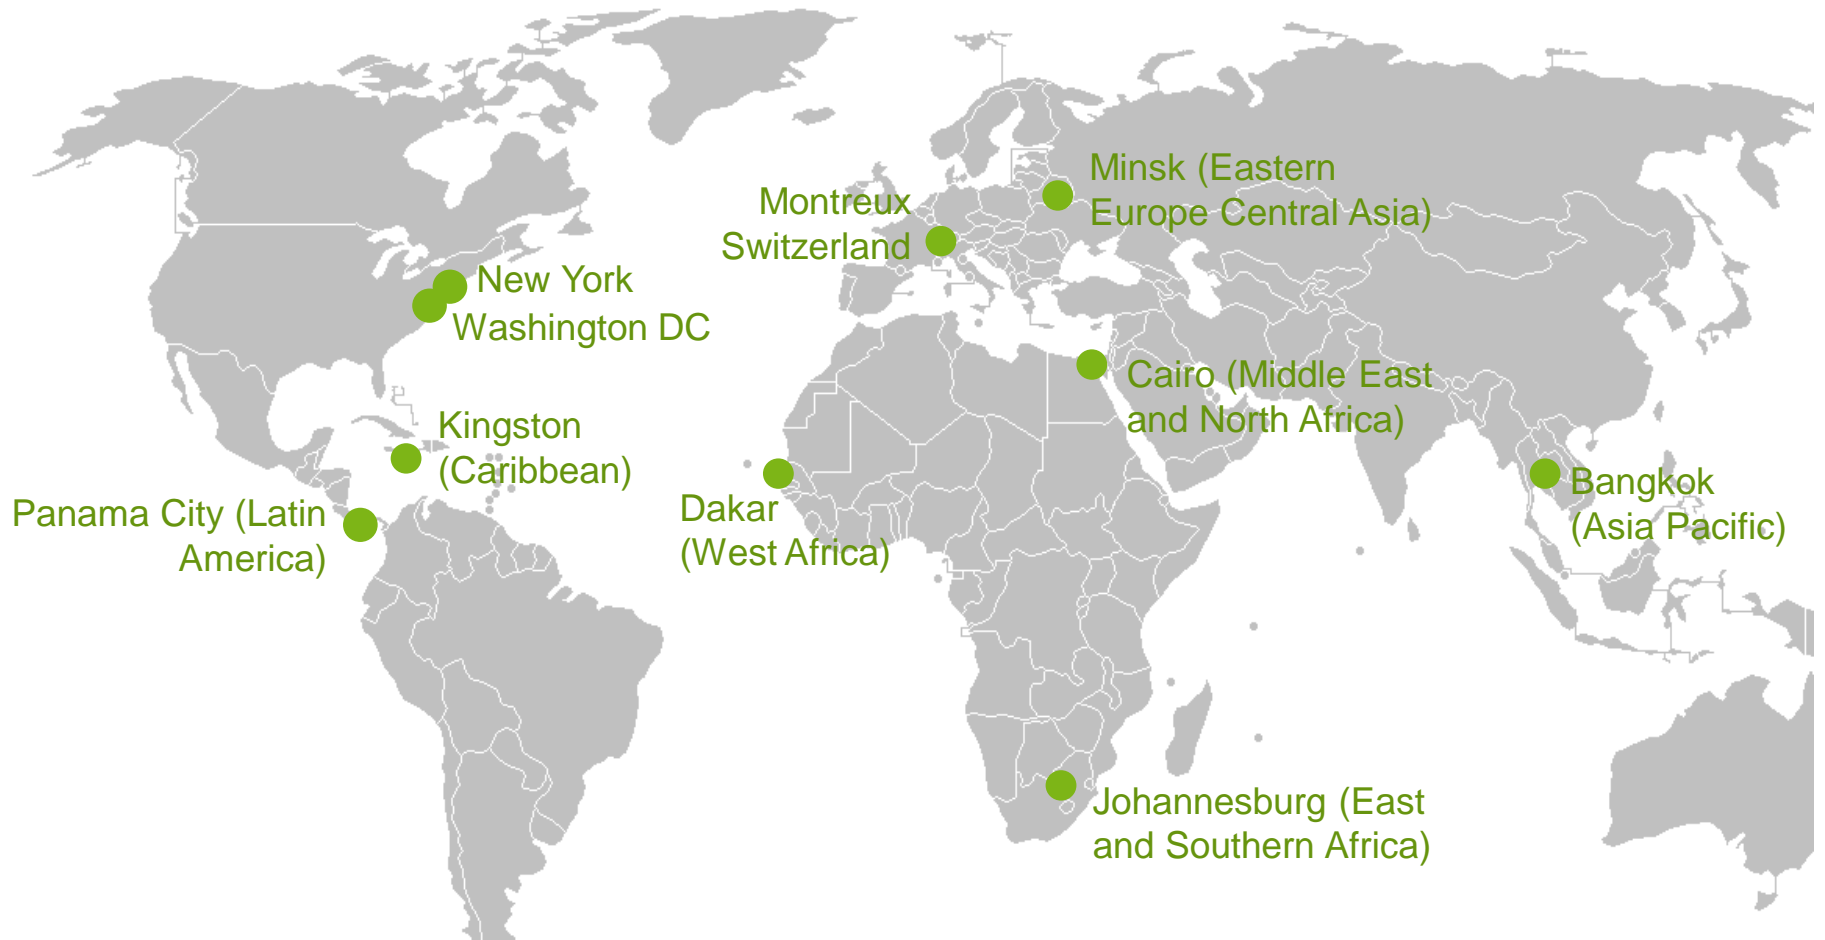 Minsk (Eastern
Europe Central Asia)
Montreux
Switzerland
New York
Washington DC
Cairo (Middle East
and North Africa)
Kingston
(Caribbean)
Panama City (Latin
America)
Dakar
(West Africa)
Bangkok
(Asia Pacific)
Johannesburg (East
and Southern Africa)